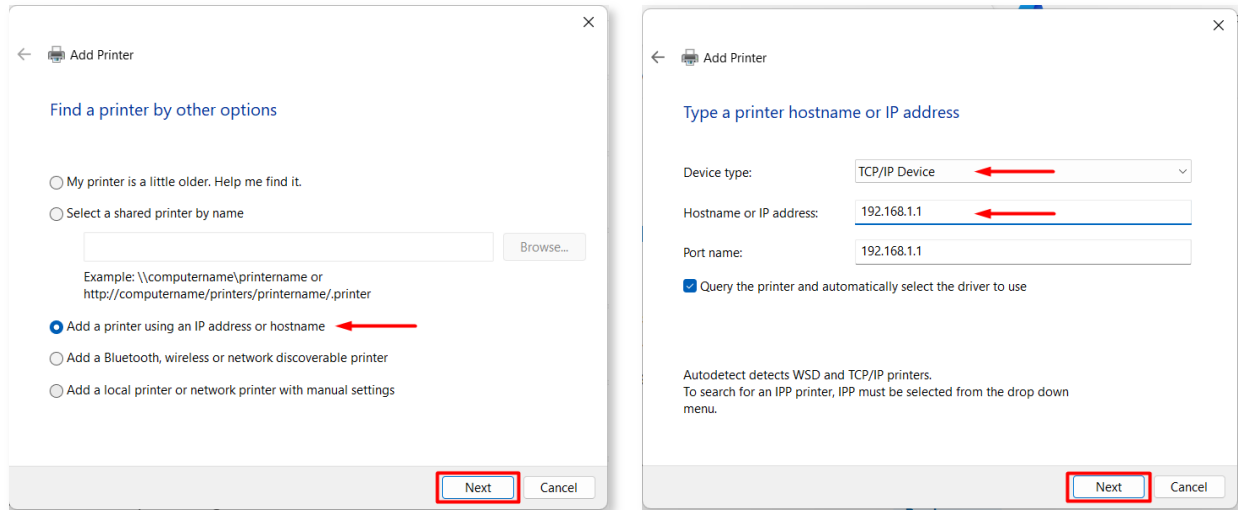 Add Printer
Find a printer by other options
My printer is a little older. Help me find it.
Select a shared printer by name
Browse...
Example: \\computername\printername or
http://computername/printers/printername/.printer
Add a printer using an IP address or hostname
Add a Bluetooth, wireless or network discoverable printer
Add a local printer or network printer with manual settings
Next
Cancel
Add Printer
Type a printer hostname or IP address
Device type:
TCP/IP Device
Hostname or IP address:
192.168.1.1
Port name:
192.168.1.1
Query the printer and automatically select the driver to use
Autodetect detects WSD and TCP/IP printers.
To search for an IPP printer, IPP must be selected from the drop down
menu.
Next
Cancel